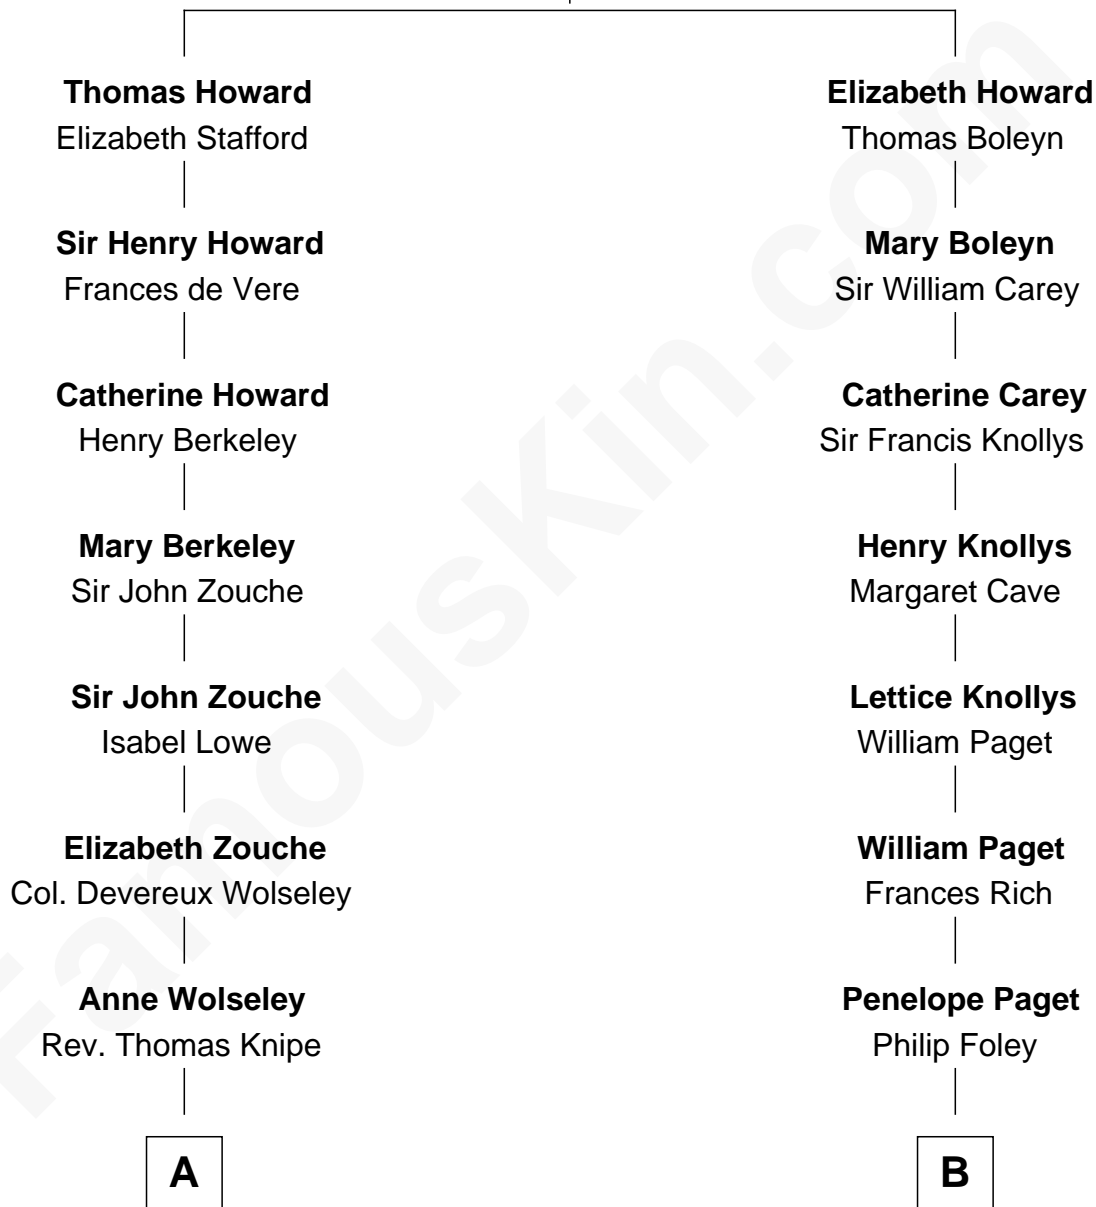 Thomas Howard
Elizabeth Stafford
Sir Henry Howard
Frances de Vere
Catherine Howard
Henry Berkeley
Mary Berkeley
Sir John Zouche
Sir John Zouche
Isabel Lowe
Elizabeth Zouche
Col. Devereux Wolseley
Anne Wolseley
Rev. Thomas Knipe
A
Elizabeth Howard
Thomas Boleyn
Mary Boleyn
Sir William Carey
Catherine Carey
Sir Francis Knollys
Henry Knollys
Margaret Cave
Lettice Knollys
William Paget
William Paget
Frances Rich
Penelope Paget
Philip Foley
B
FamousKin.com